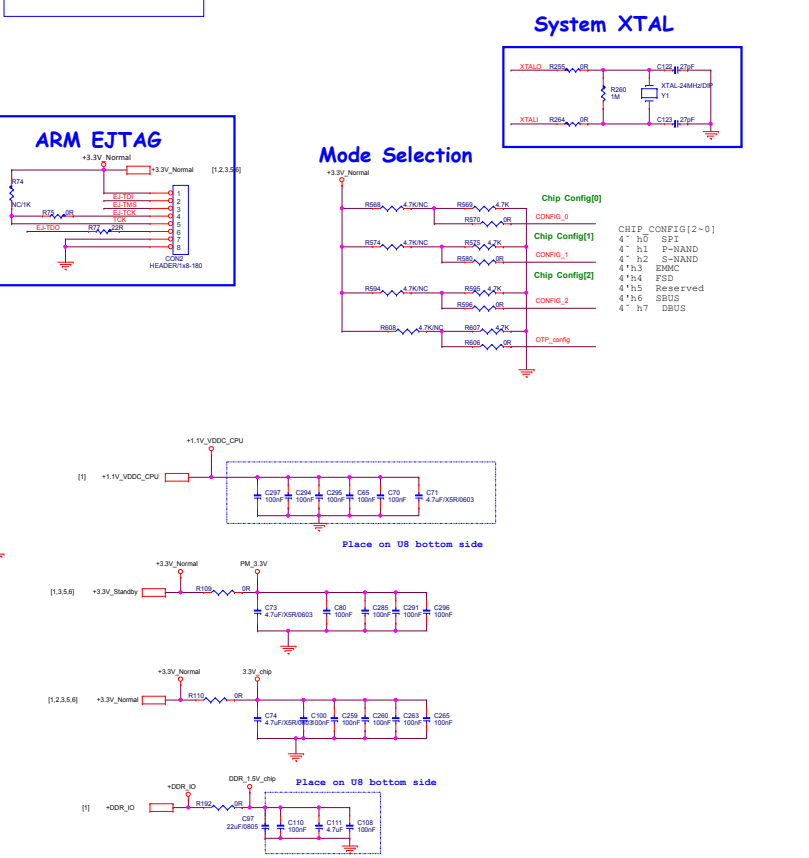 System XTAL
XTALO R255 0R C122 27pF
R260 XTAL-24MHz/DIP
1M Y1
XTALI R264 0R C123 27pF
ARM EJTAG
+3.3V_Normal
+3.3V_Normal [1,2,3,5,6]
R74
NC/1K
EJ-TDI 1
EJ-TMS 2
EJ-TCK 3
R75 0R 4
TCK 5
EJ-TDO R77 22R 6
7
8
CON2
HEADER/1x8-180
Mode Selection
+3.3V_Normal
Chip Config[0]
R568 4.7K/NC R569 4.7K
R570 0R CONFIG_0
Chip Config[1]
R574 4.7K/NC R575 4.7K
R580 0R CONFIG_1
Chip Config[2]
R594 4.7K/NC R595 4.7K
R596 0R CONFIG_2
R608 4.7K/NC R607 4.7K
R606 0R OTP_config
CHIP_CONFIG[2~0]
4˜ h0 SPI
4˜ h1 P-NAND
4˜ h2 S-NAND
4'h3 EMMC
4'h4 FSD
4'h5 Reserved
4'h6 SBUS
4˜ h7 DBUS
+1.1V_VDDC_CPU
[1] +1.1V_VDDC_CPU
C297 C294 C295 C65 C70 C71
100nF 100nF 100nF 100nF 100nF 4.7uF/X5R/0603
Place on U8 bottom side
+3.3V_Normal PM_3.3V
[1,3,5,6] +3.3V_Standby R109 0R
C73 C80 C285 C291 C296
4.7uF/X5R/0603 100nF 100nF 100nF 100nF
+3.3V_Normal 3.3V_chip
[1,2,3,5,6] +3.3V_Normal R110 0R
C74 C100 C259 C260 C263 C265
4.7uF/X5R/0603 100nF 100nF 100nF 100nF 100nF
DDR_1.5V_chip Place on U8 bottom side
+DDR_IO
[1] +DDR_IO R192 0R
C97 C110 C111 C108
22uF/0805 100nF 4.7uF 100nF